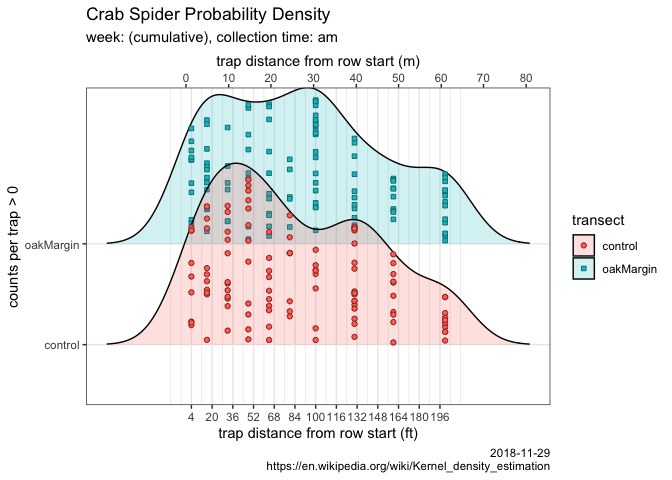 Crab Spider Probability Density
week: (cumulative), collection time: am
trap distance from row start (m)
0 10 20 30 40 50 60 70 80
counts per trap > 0
oakMargin
control
transect
control
oakMargin
4 20 36 52 68 84 100 116 132 148 164 180 196
trap distance from row start (ft)
2018-11-29
https://en.wikipedia.org/wiki/Kernel_density_estimation